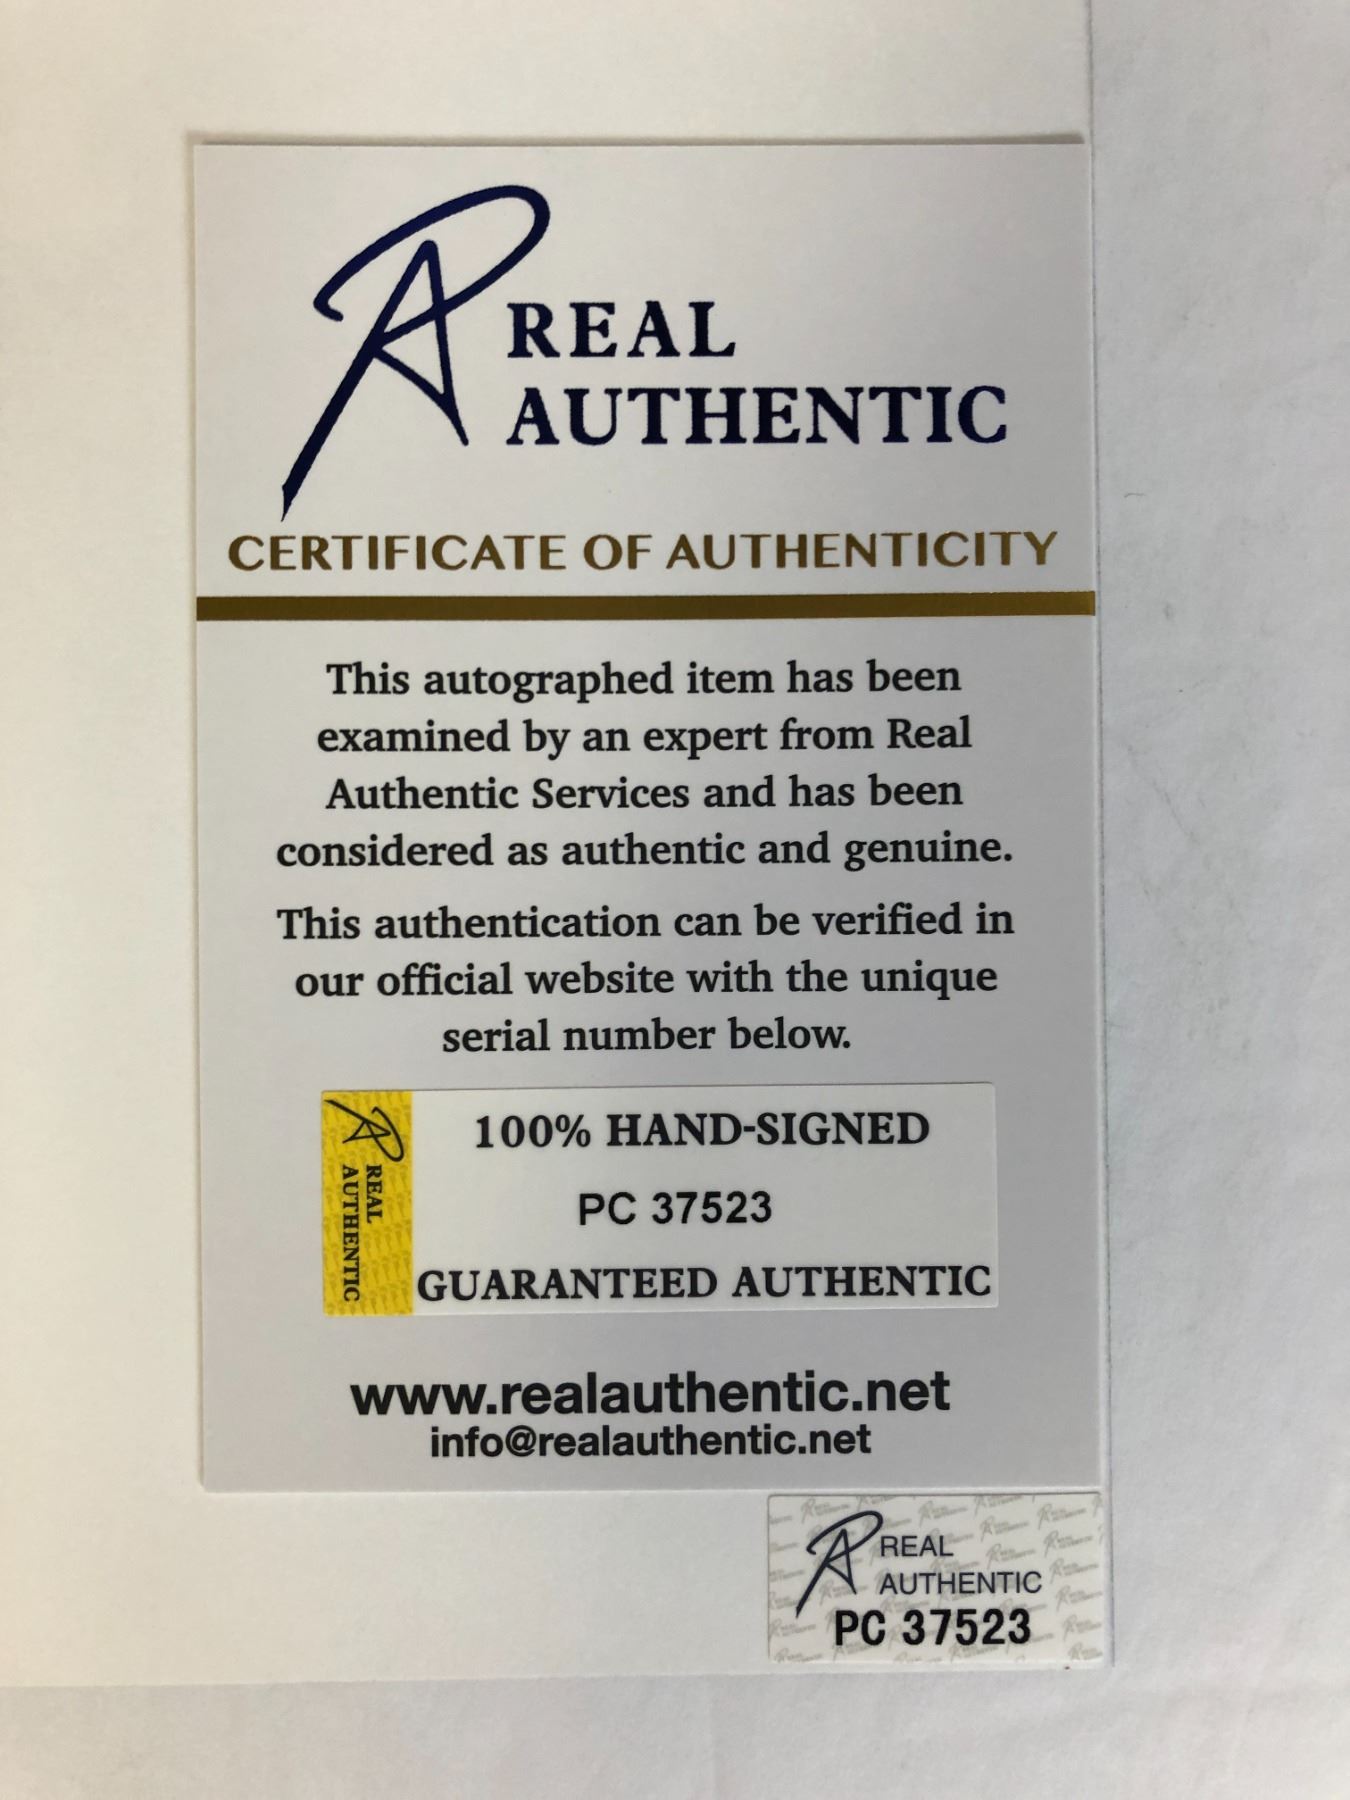 REAL
AUTHENTIC
CERTIFICATE OF AUTHENTICITY
This autographed item has been
examined by an expert from Real
Authentic Services and has been
considered as authentic and genuine.
This authentication can be verified in
our official website with the unique
serial number below.
REAL
AUTHENTIC
100% HAND-SIGNED
PC 37523
GUARANTEED AUTHENTIC
www.realauthentic.net
info@realauthentic.net
REAL
AUTHENTIC
PC 37523